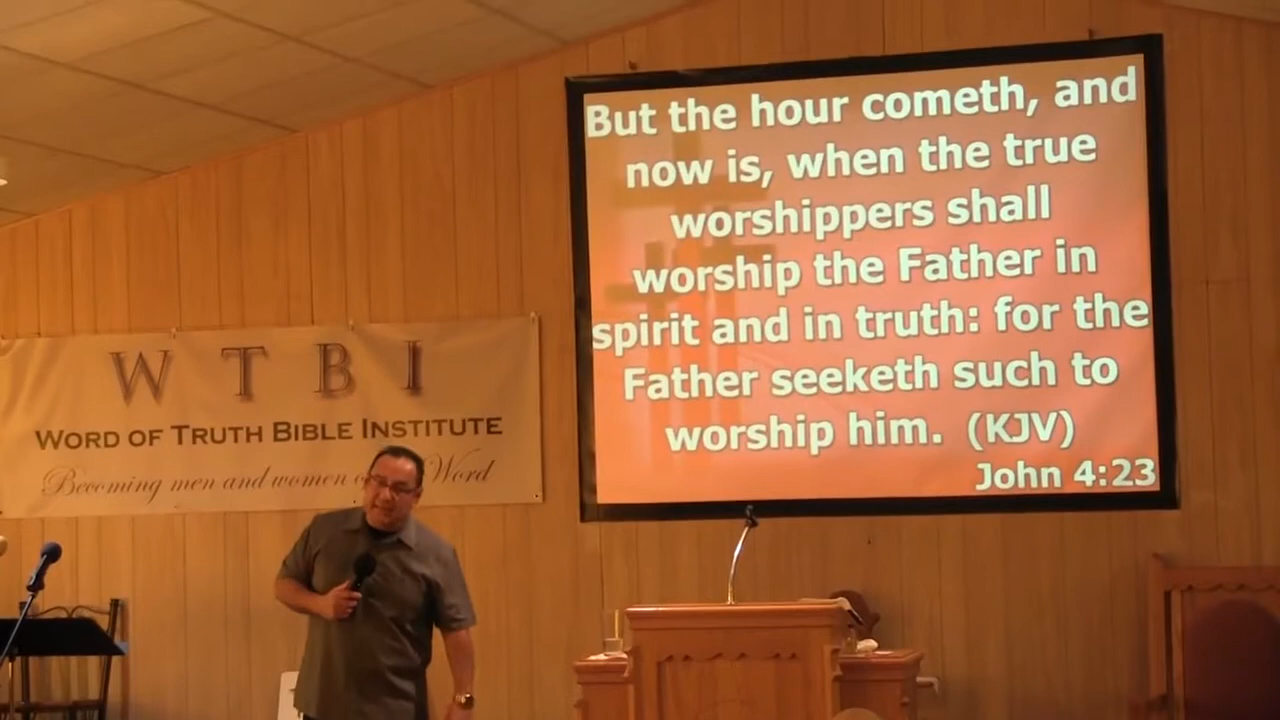 But the hour cometh, and
now is, when the true
worshippers shall
worship the Father in
spirit and in truth: for the
Father seeketh such to
worship him. (KJV)
John 4:23
W T B I
WORD OF TRUTH BIBLE INSTITUTE
Becoming men and women Word